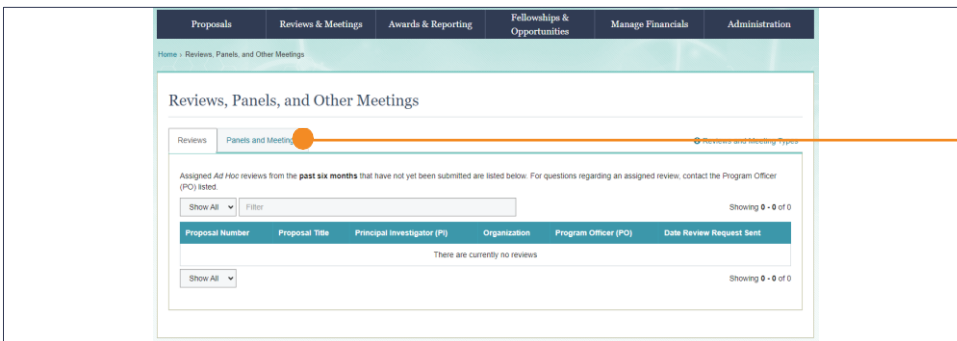 Proposals
Reviews & Meetings
Awards & Reporting
Fellowships &
Opportunities
Manage Financials
Administration
Home › Reviews, Panels, and Other Meetings
Reviews, Panels, and Other Meetings
Reviews
Panels and Meetin
Reviews and Meeting Types
Assigned Ad Hoc reviews from the past six months that have not yet been submitted are listed below. For questions regarding an assigned review, contact the Program Officer
(PO) listed.
Show All
Filter
Showing 0 - 0 of 0
Proposal Number
Proposal Title
Principal Investigator (PI)
Organization
Program Officer (PO)
Date Review Request Sent
There are currently no reviews
Show All
Showing 0 - 0 of 0